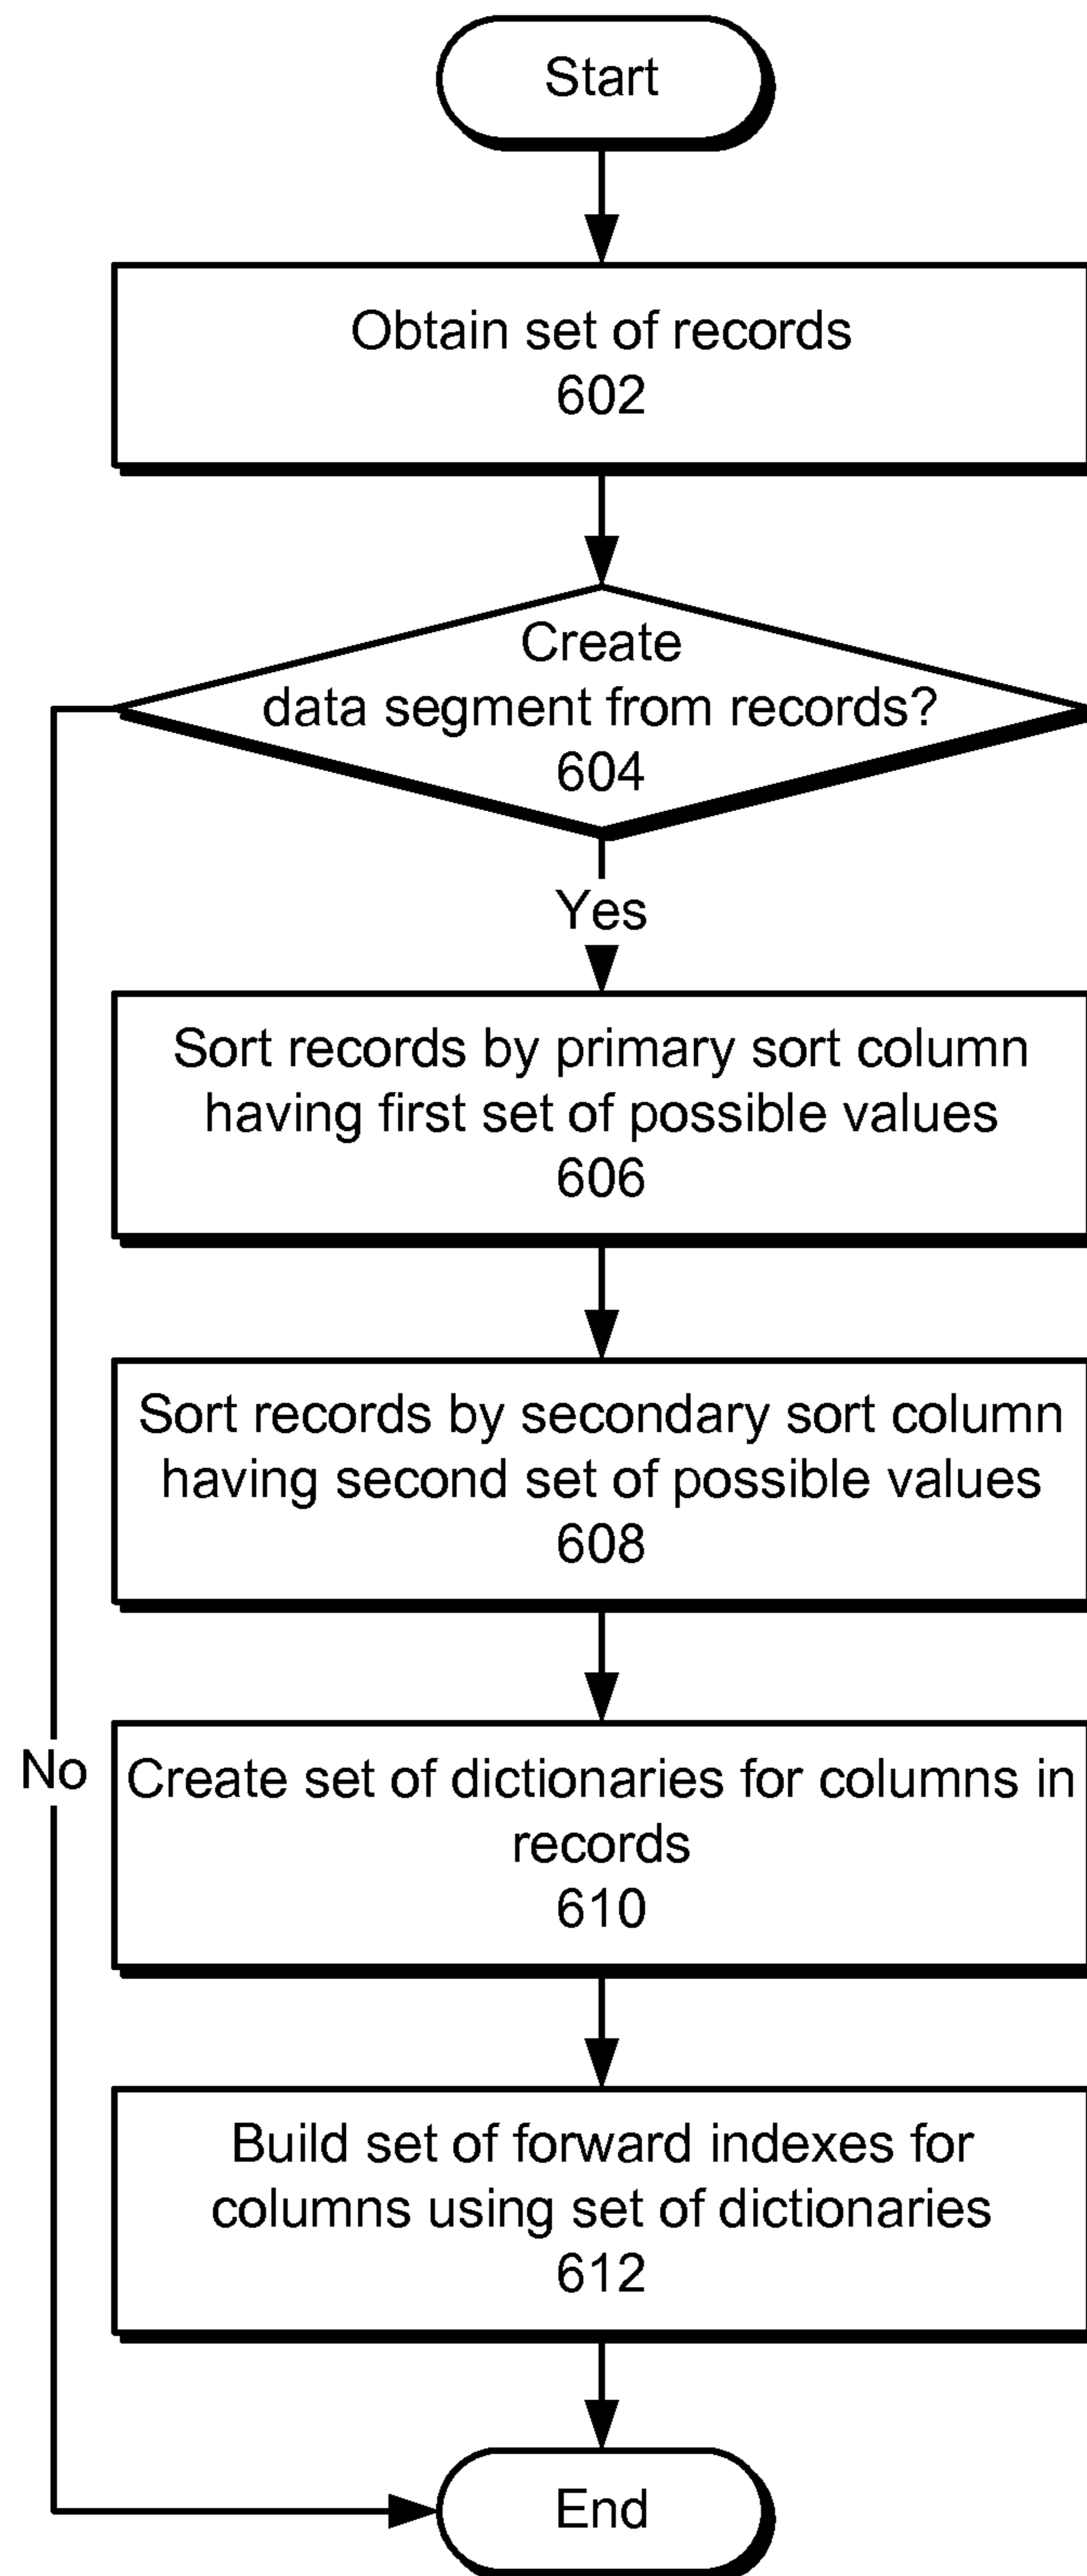 Start
Obtain set of records
602
Create
data segment from records?
604
Yes
Sort records by primary sort column
having first set of possible values
606
Sort records by secondary sort column
having second set of possible values
608
No
Create set of dictionaries for columns in
records
610
Build set of forward indexes for
columns using set of dictionaries
612
End